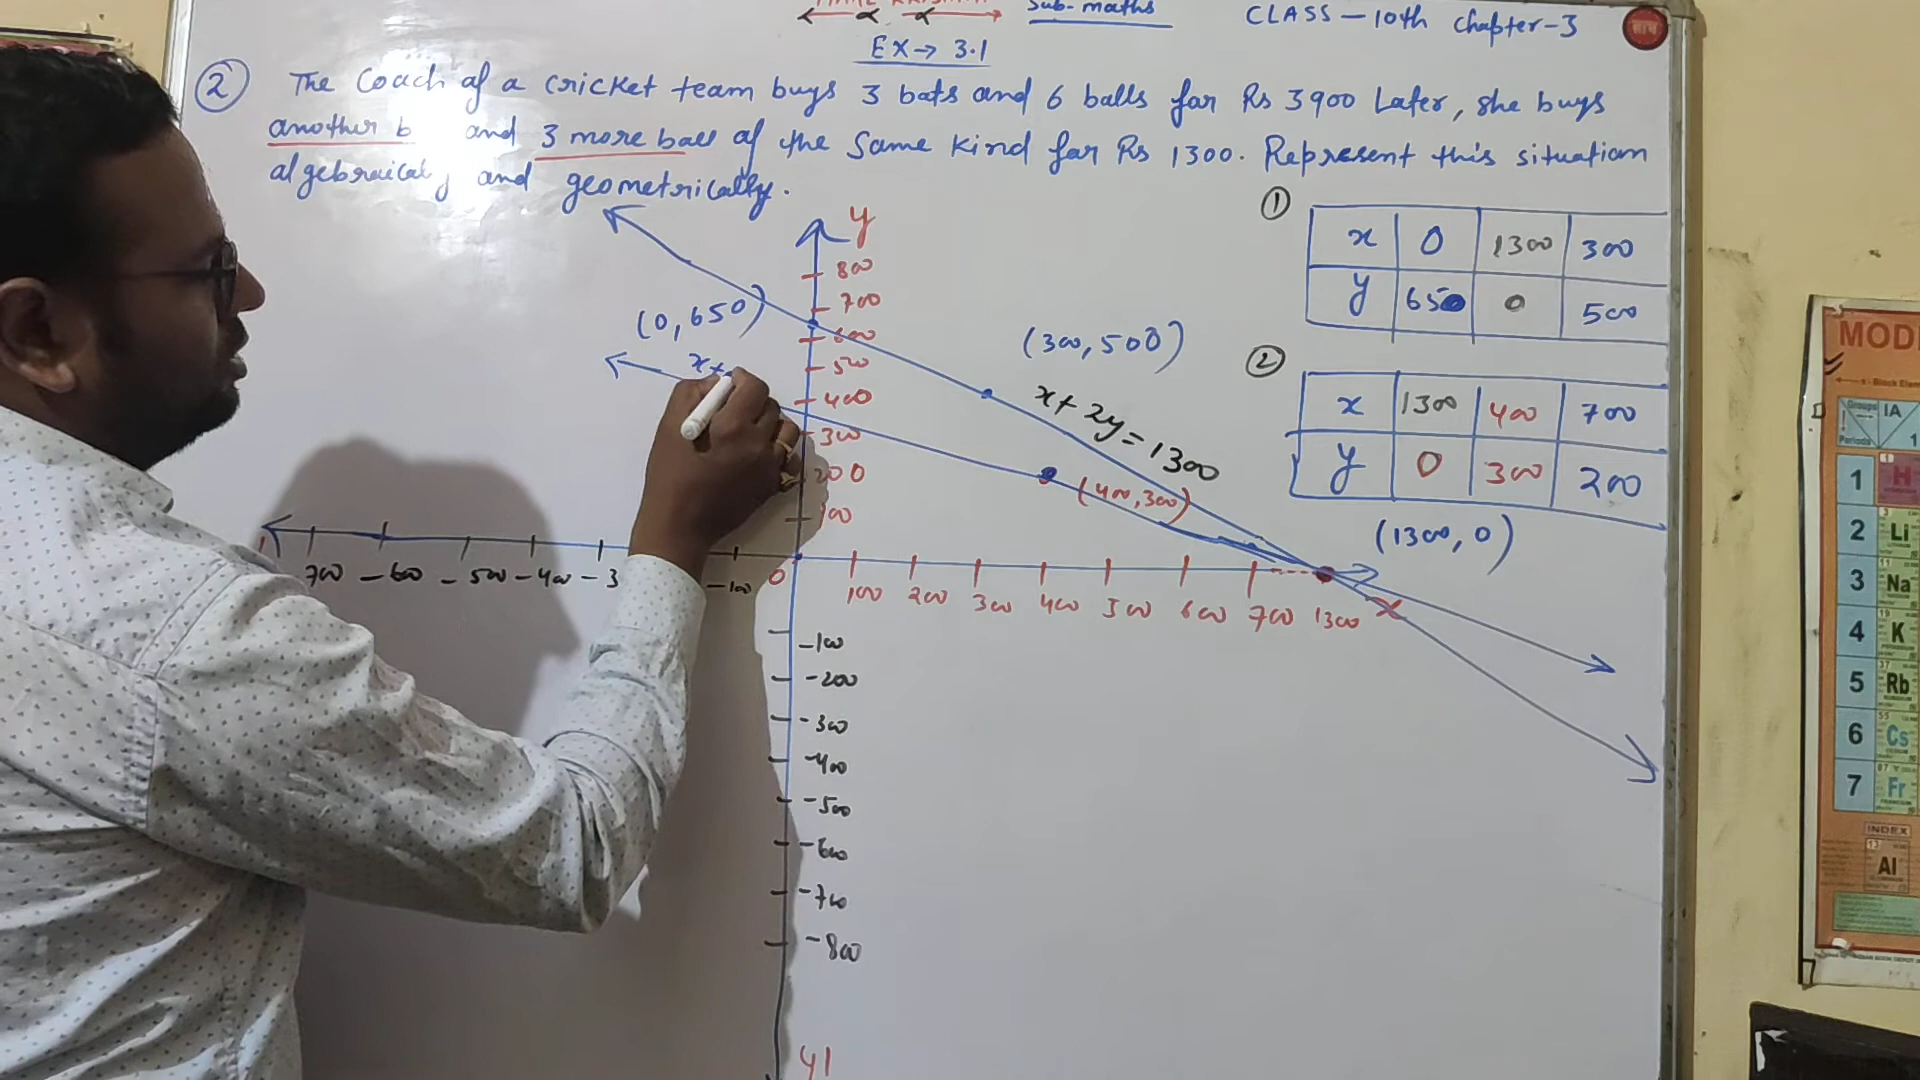 Sub-maths CLASS-10th Chapter-3
EX→ 3.1
② The Coach of a cricket team buys 3 bats and 6 balls for Rs 3900 Later, she buys
another b and 3 more ball of the Same Kind for Rs 1300. Represent this situation
algebraically and geometrically.
①
x 0 1300 300
y 650 0 500
②
x 1300 400 700
y 0 300 200
y
800
700
600
500
400
300
200
100
(0,650)
(300,500)
x+
x+2y=1300
(400,300)
(1300,0)
700 -600 -500 -400 -3 -100 0 100 200 300 400 500 600 700 1300 x
-100
-200
-300
-400
-500
-600
-700
-800
y1
MOD
Groups
Periods
IA
1
1 H
2 Li
3 Na
4 K
5 Rb
6 Cs
7 Fr
INDEX
13
Al